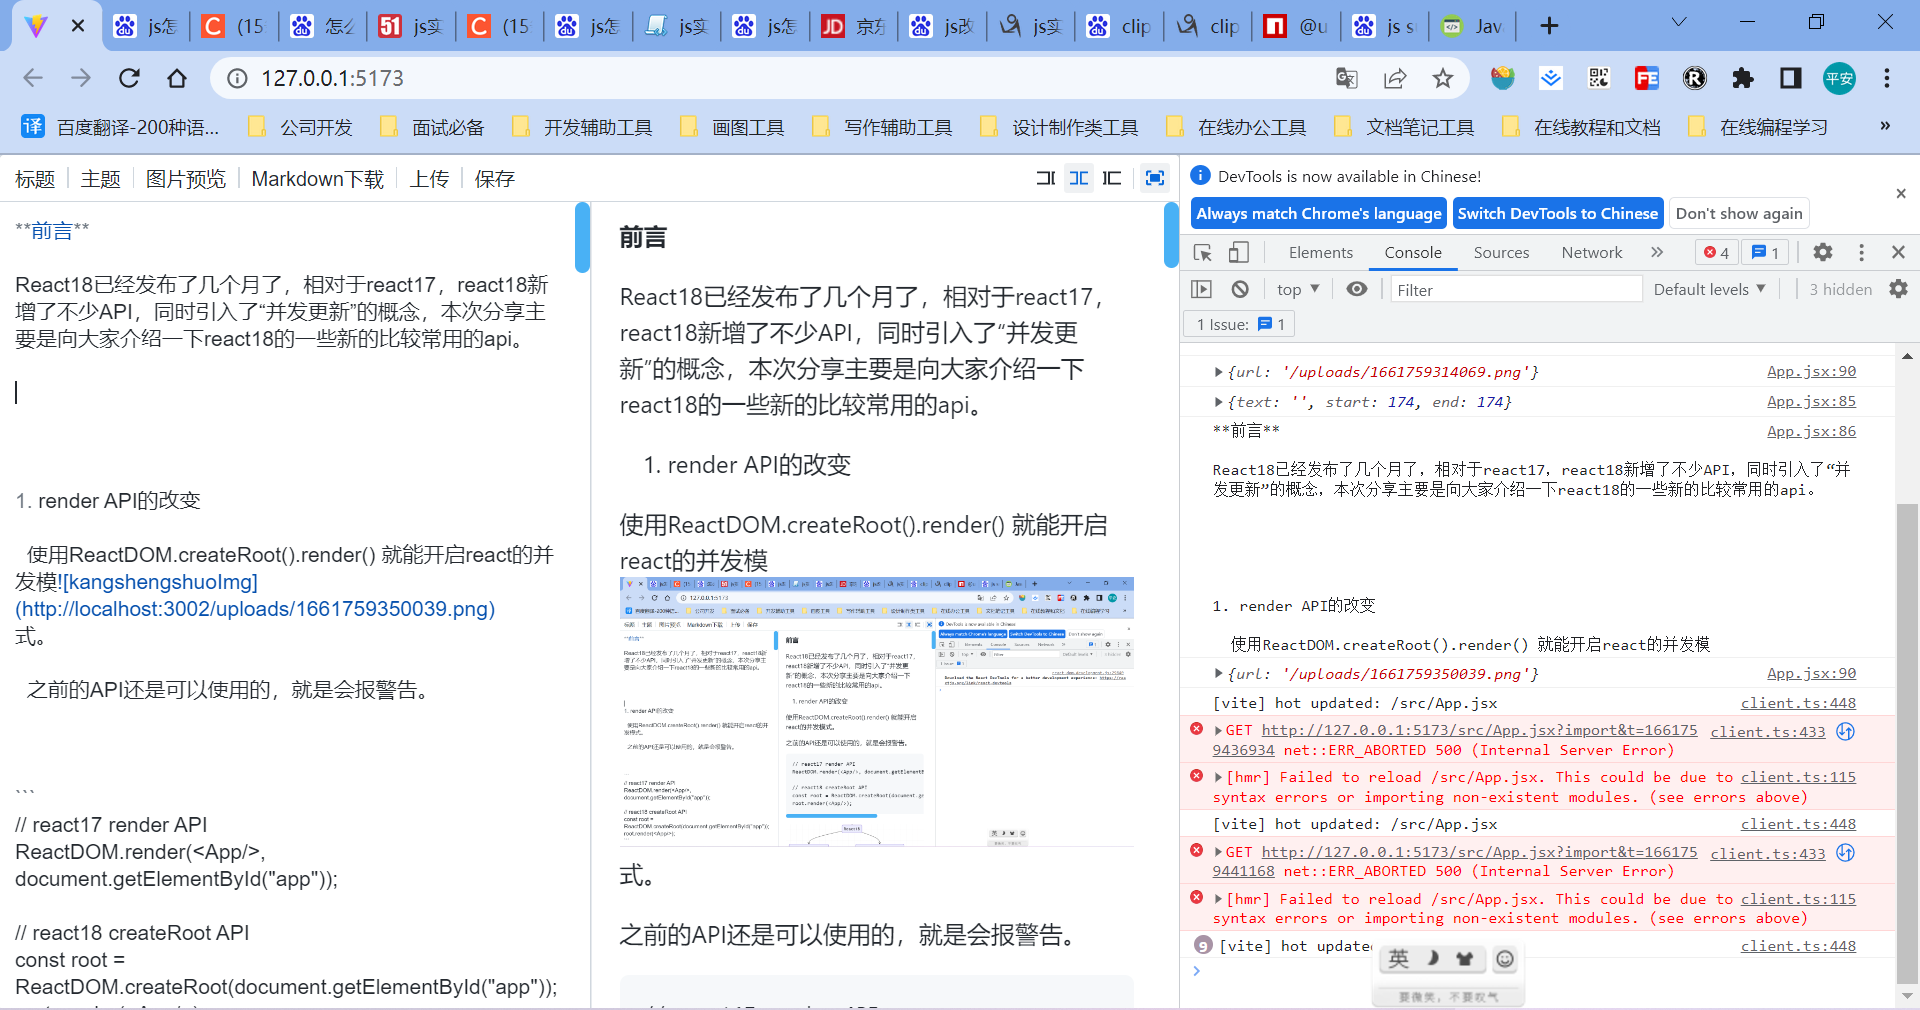 js怎
(15
怎么
51
js实
(15
js怎
js实
js怎
JD
京东
js改
js实
clip
clip
@u
js s
Jav
127.0.0.1:5173
平安
译 百度翻译-200种语... 公司开发 面试必备 开发辅助工具 画图工具 写作辅助工具 设计制作类工具 在线办公工具 文档笔记工具 在线教程和文档 在线编程学习 »
标题 主题 图片预览 Markdown下载 上传 保存
**前言**
React18已经发布了几个月了，相对于react17，react18新
增了不少API，同时引入了“并发更新”的概念，本次分享主
要是向大家介绍一下react18的一些新的比较常用的api。
1. render API的改变
使用ReactDOM.createRoot().render() 就能开启react的并
发模![kangshengshuoImg]
(http://localhost:3002/uploads/1661759350039.png)
式。
之前的API还是可以使用的，就是会报警告。
```
// react17 render API
ReactDOM.render(<App/>,
document.getElementById("app"));
// react18 createRoot API
const root =
ReactDOM.createRoot(document.getElementById("app"));
前言
React18已经发布了几个月了，相对于react17，
react18新增了不少API，同时引入了“并发更
新”的概念，本次分享主要是向大家介绍一下
react18的一些新的比较常用的api。
1. render API的改变
使用ReactDOM.createRoot().render() 就能开启
react的并发模
式。
之前的API还是可以使用的，就是会报警告。
DevTools is now available in Chinese!
Always match Chrome's language Switch DevTools to Chinese Don't show again
Elements Console Sources Network » 4 1
top Filter Default levels 3 hidden
1 Issue: 1
{url: '/uploads/1661759314069.png'} App.jsx:90
{text: '', start: 174, end: 174} App.jsx:85
**前言** App.jsx:86
React18已经发布了几个月了，相对于react17，react18新增了不少API，同时引入了“并
发更新”的概念，本次分享主要是向大家介绍一下react18的一些新的比较常用的api。
1. render API的改变
使用ReactDOM.createRoot().render() 就能开启react的并发模
{url: '/uploads/1661759350039.png'} App.jsx:90
[vite] hot updated: /src/App.jsx client.ts:448
GET http://127.0.0.1:5173/src/App.jsx?import&t=166175 client.ts:433
9436934 net::ERR_ABORTED 500 (Internal Server Error)
[hmr] Failed to reload /src/App.jsx. This could be due to client.ts:115
syntax errors or importing non-existent modules. (see errors above)
[vite] hot updated: /src/App.jsx client.ts:448
GET http://127.0.0.1:5173/src/App.jsx?import&t=166175 client.ts:433
9441168 net::ERR_ABORTED 500 (Internal Server Error)
[hmr] Failed to reload /src/App.jsx. This could be due to client.ts:115
syntax errors or importing non-existent modules. (see errors above)
9 [vite] hot update client.ts:448
英
要微笑，不要叹气